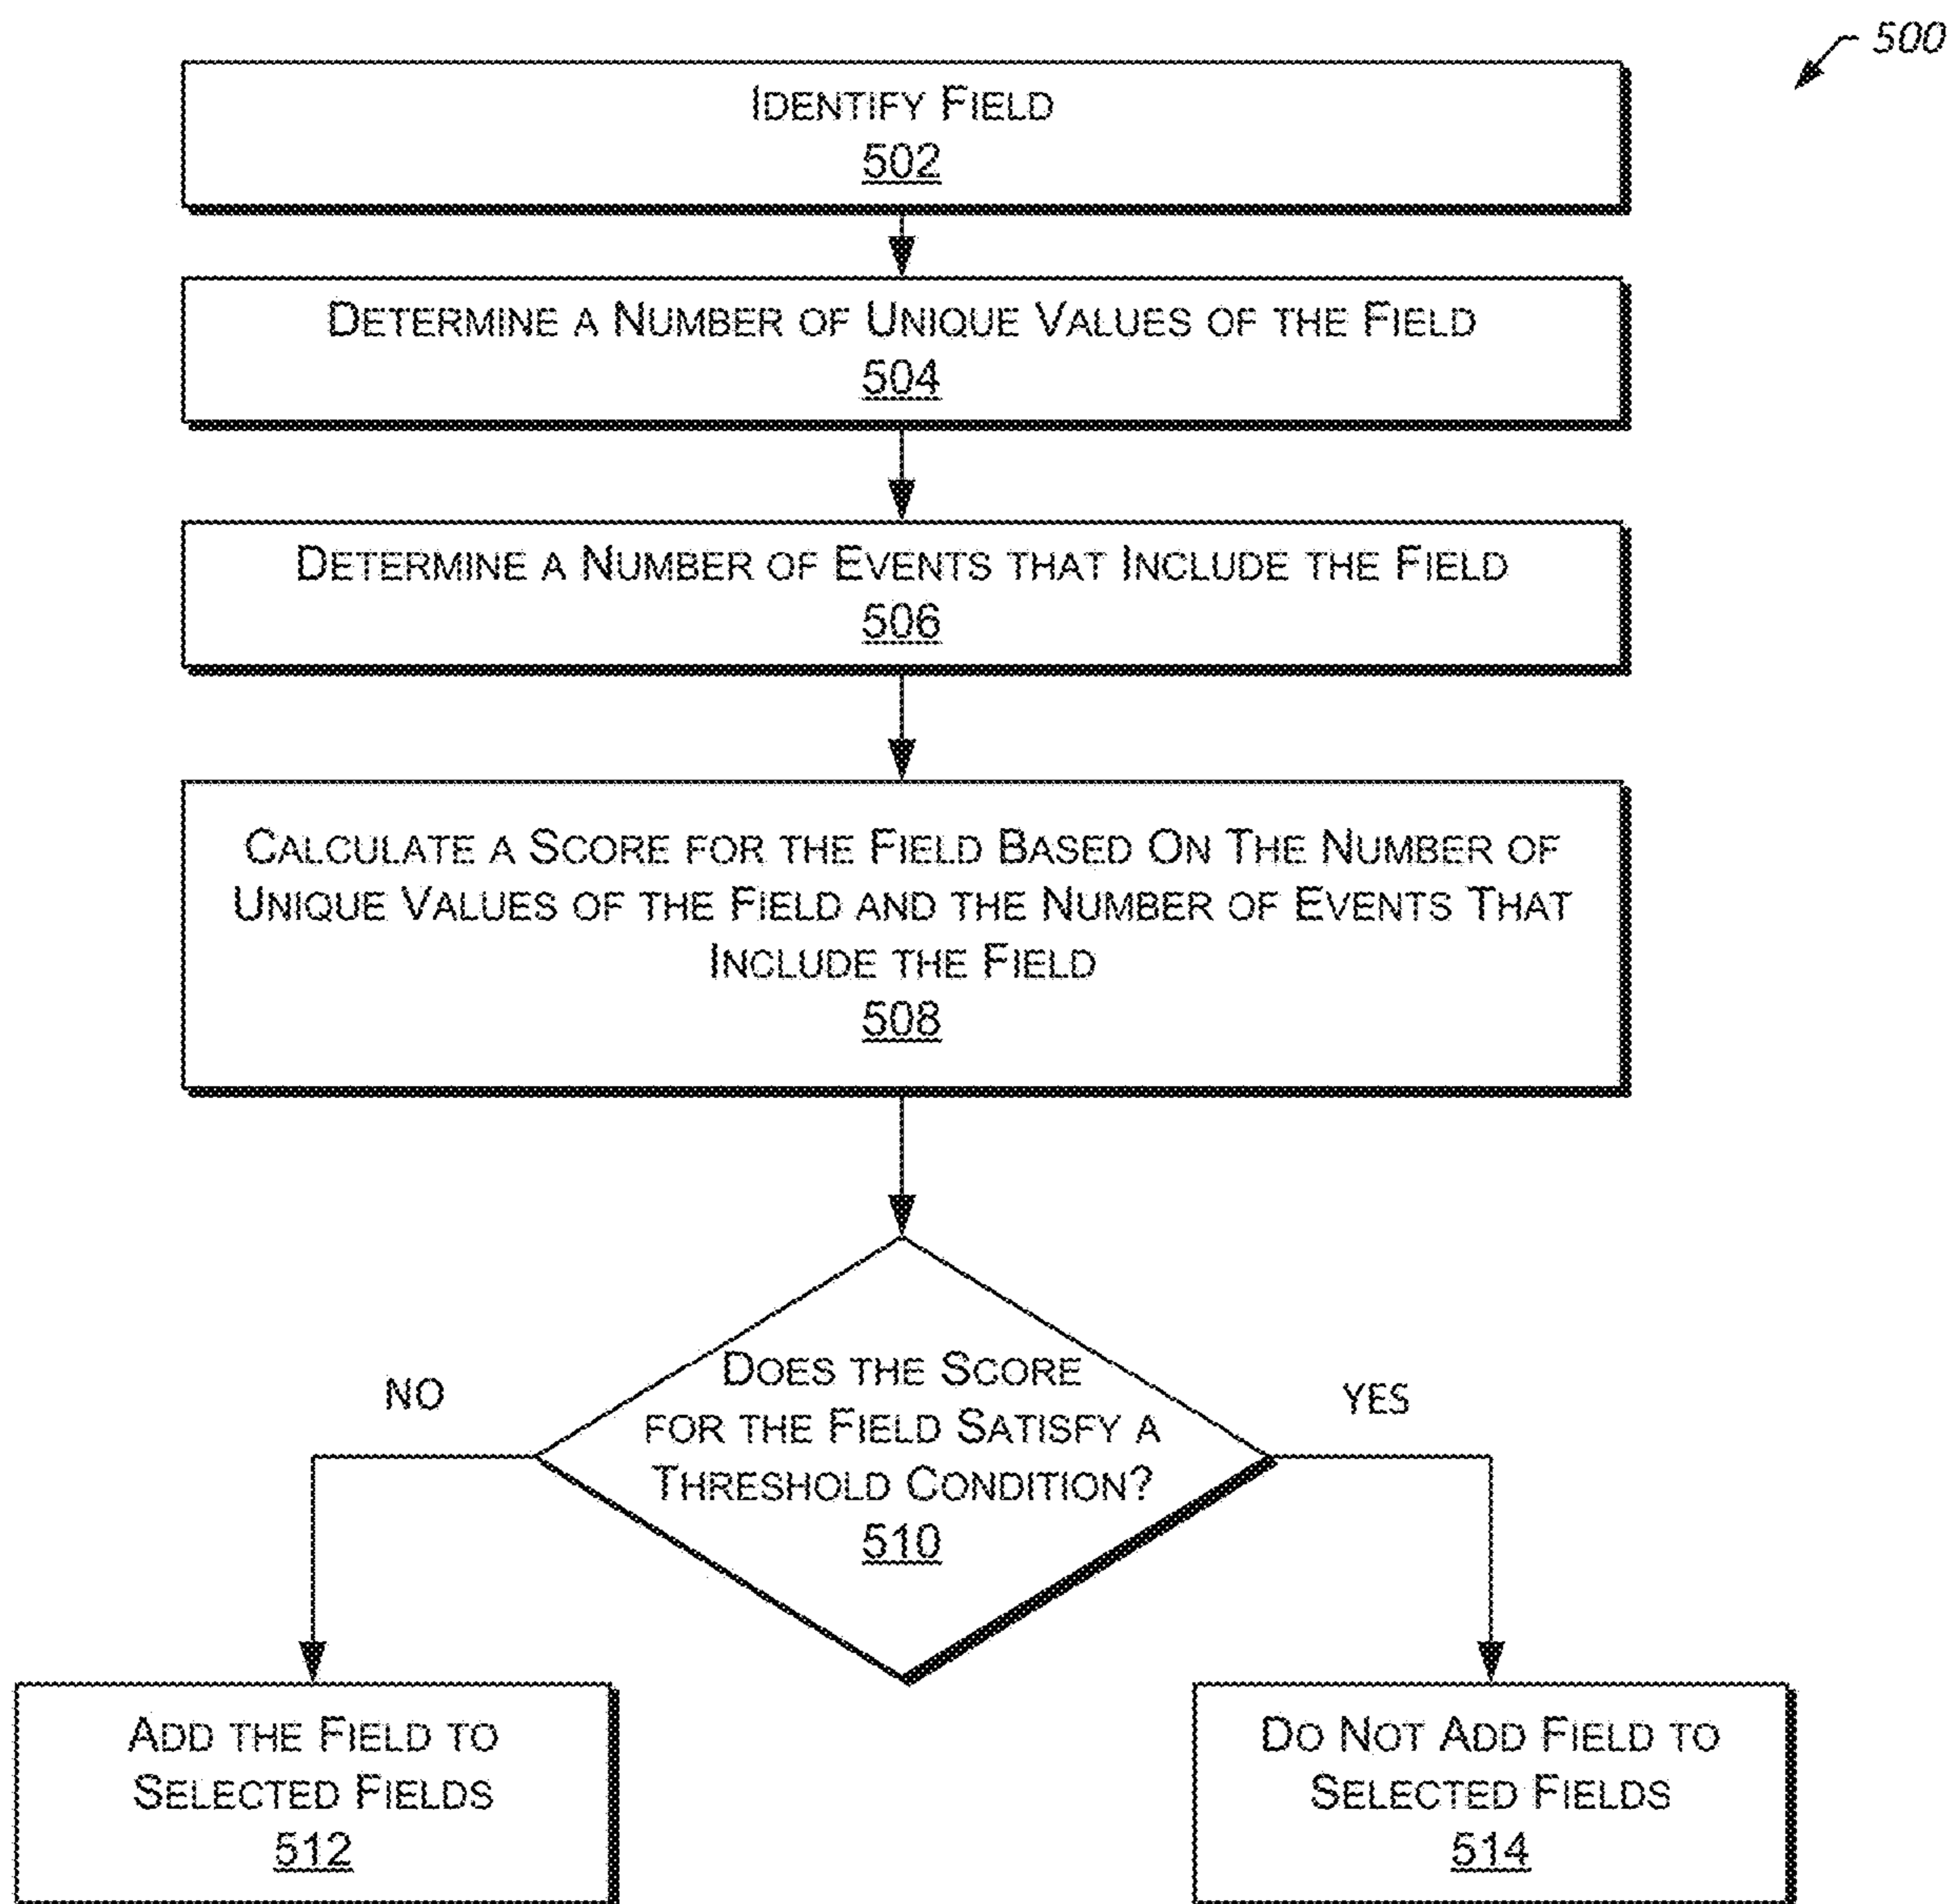 500
IDENTIFY FIELD
502
DETERMINE A NUMBER OF UNIQUE VALUES OF THE FIELD
504
DETERMINE A NUMBER OF EVENTS THAT INCLUDE THE FIELD
506
CALCULATE A SCORE FOR THE FIELD BASED ON THE NUMBER OF
UNIQUE VALUES OF THE FIELD AND THE NUMBER OF EVENTS THAT
INCLUDE THE FIELD
508
DOES THE SCORE
FOR THE FIELD SATISFY A
THRESHOLD CONDITION?
510
NO
YES
ADD THE FIELD TO
SELECTED FIELDS
512
DO NOT ADD FIELD TO
SELECTED FIELDS
514